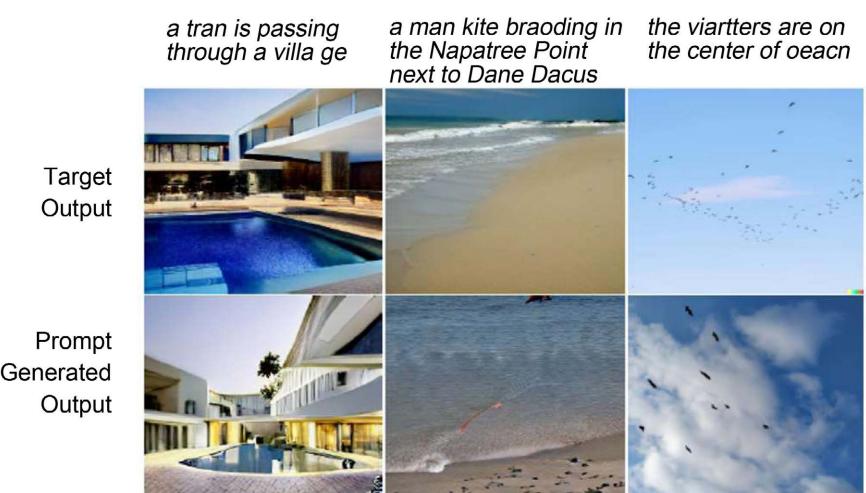 a tran is passing
through a villa ge
a man kite braoding in
the Napatree Point
next to Dane Dacus
the viartters are on
the center of oeacn
Target
Output
Prompt
Generated
Output